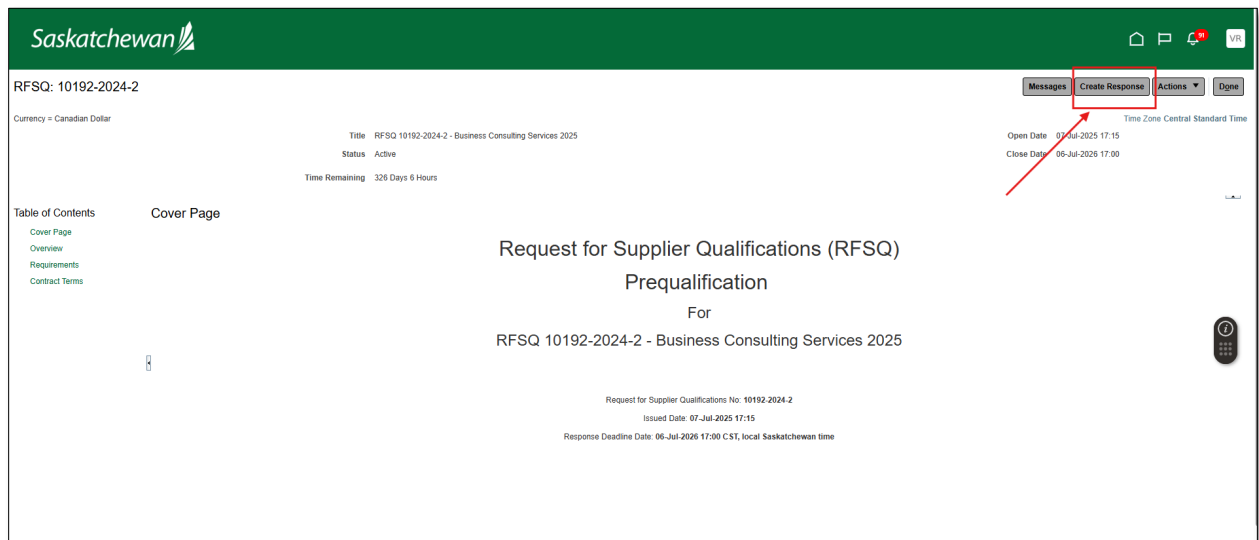 Saskatchewan
91
VR
RFSQ: 10192-2024-2
Messages Create Response Actions Done
Currency = Canadian Dollar
Time Zone Central Standard Time
Title RFSQ 10192-2024-2 - Business Consulting Services 2025
Open Date 07-Jul-2025 17:15
Status Active
Close Date 06-Jul-2026 17:00
Time Remaining 326 Days 6 Hours
Table of Contents
Cover Page
Overview
Requirements
Contract Terms
Cover Page
Request for Supplier Qualifications (RFSQ)
Prequalification
For
RFSQ 10192-2024-2 - Business Consulting Services 2025
Request for Supplier Qualifications No: 10192-2024-2
Issued Date: 07-Jul-2025 17:15
Response Deadline Date: 06-Jul-2026 17:00 CST, local Saskatchewan time